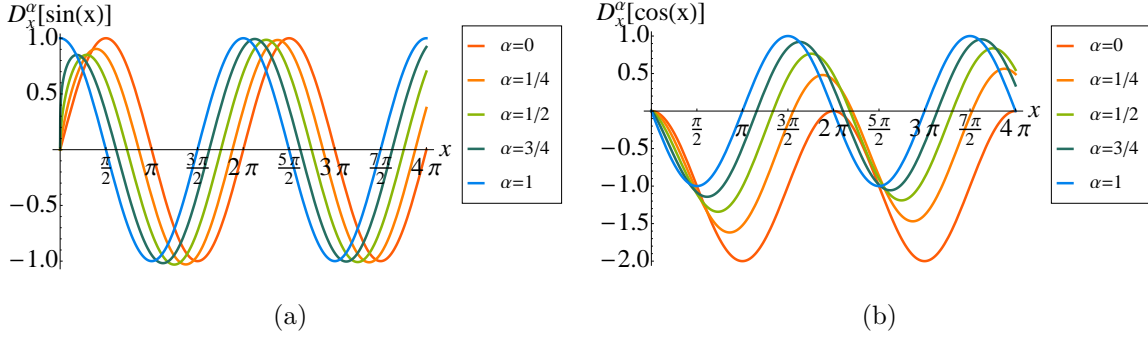 D_x^α[sin(x)]
1.0
0.5
−0.5
−1.0
π/2 π 3π/2 2π 5π/2 3π 7π/2 4π x
α=0
α=1/4
α=1/2
α=3/4
α=1
(a)
D_x^α[cos(x)]
1.0
0.5
−0.5
−1.0
−1.5
−2.0
π/2 π 3π/2 2π 5π/2 3π 7π/2 4π x
α=0
α=1/4
α=1/2
α=3/4
α=1
(b)